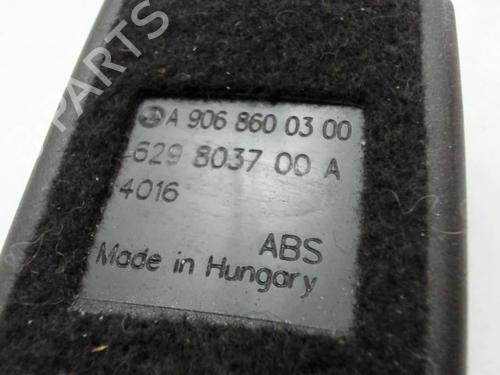 PARTS
A 906 860 03 00
629 8037 00 A
4016
ABS
Made in Hungary